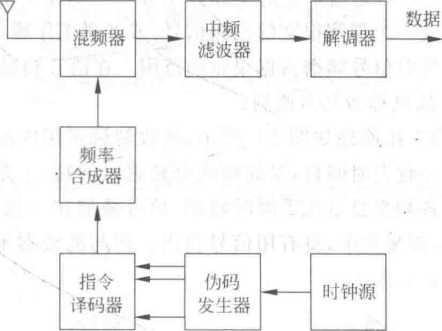 混频器
中频
滤波器
解调器
数据
频率
合成器
指令
译码器
伪码
发生器
时钟源